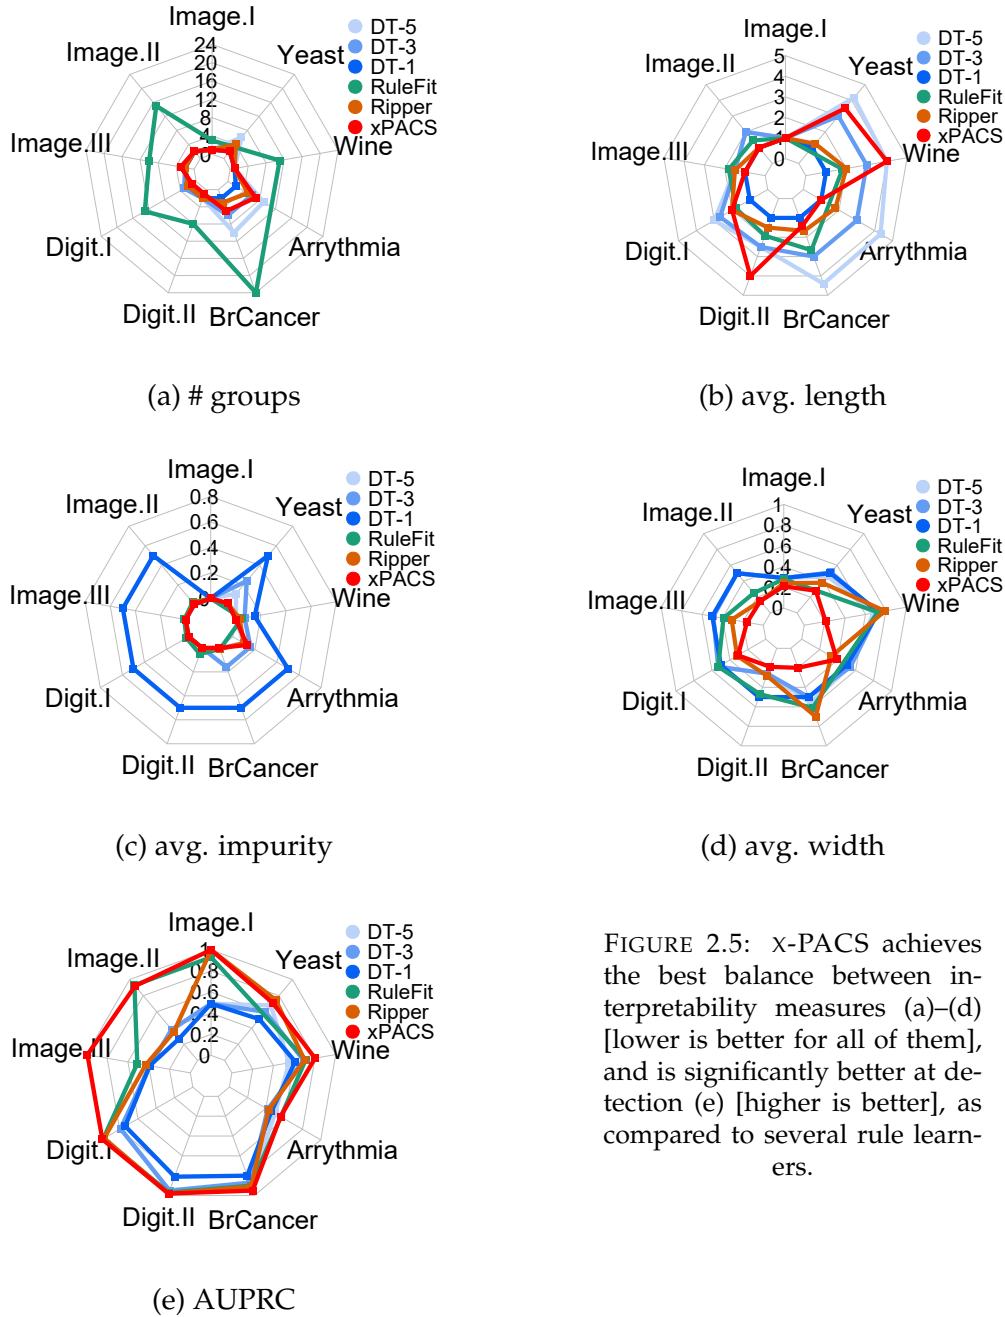 Image.I
Image.II
Yeast
Image.III
Wine
Digit.I
Arrythmia
Digit.II
BrCancer
24
20
16
12
8
4
0
DT-5
DT-3
DT-1
RuleFit
Ripper
xPACS
(a) # groups
Image.I
Image.II
Yeast
Image.III
Wine
Digit.I
Arrythmia
Digit.II
BrCancer
5
4
3
2
1
0
DT-5
DT-3
DT-1
RuleFit
Ripper
xPACS
(b) avg. length
Image.I
Image.II
Yeast
Image.III
Wine
Digit.I
Arrythmia
Digit.II
BrCancer
0.8
0.6
0.4
0.2
0
DT-5
DT-3
DT-1
RuleFit
Ripper
xPACS
(c) avg. impurity
Image.I
Image.II
Yeast
Image.III
Wine
Digit.I
Arrythmia
Digit.II
BrCancer
1
0.8
0.6
0.4
0.2
0
DT-5
DT-3
DT-1
RuleFit
Ripper
xPACS
(d) avg. width
Image.I
Image.II
Yeast
Image.III
Wine
Digit.I
Arrythmia
Digit.II
BrCancer
1
0.8
0.6
0.4
0.2
0
DT-5
DT-3
DT-1
RuleFit
Ripper
xPACS
(e) AUPRC
FIGURE 2.5: X-PACS achieves
the best balance between in-
terpretability measures (a)–(d)
[lower is better for all of them],
and is significantly better at de-
tection (e) [higher is better], as
compared to several rule learn-
ers.